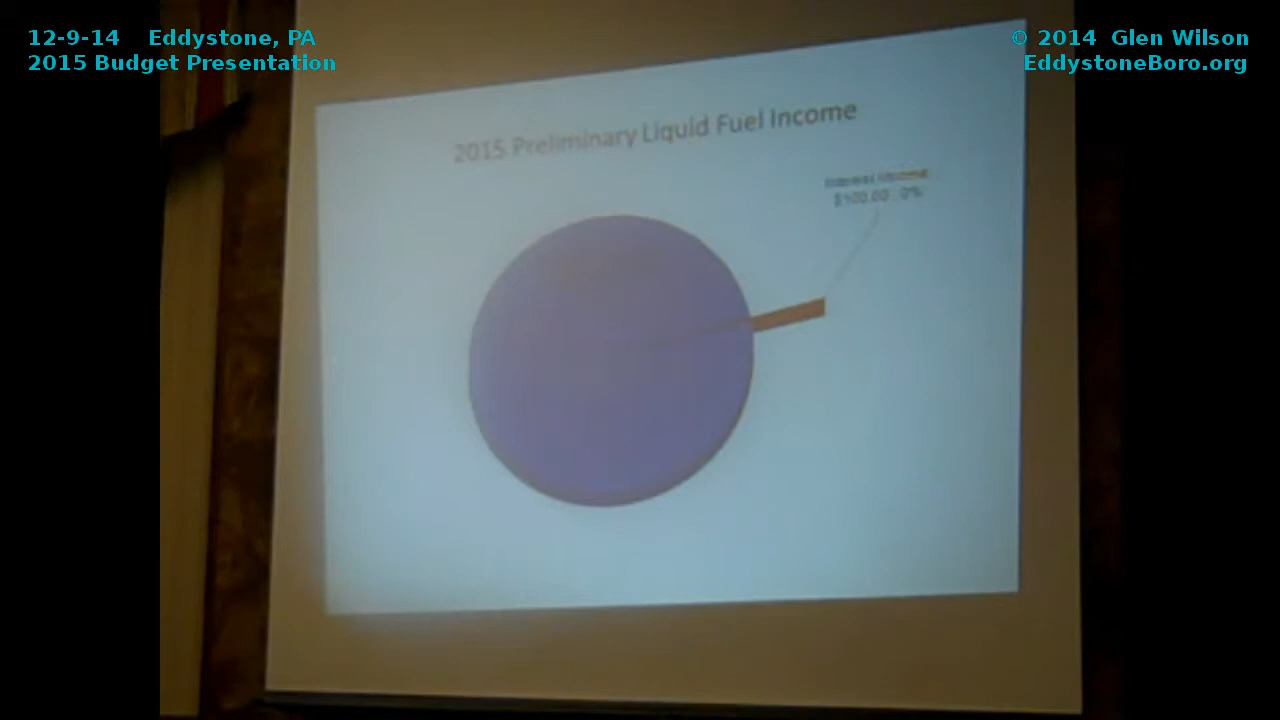 12-9-14 Eddystone, PA
2015 Budget Presentation
© 2014 Glen Wilson
EddystoneBoro.org
2015 Preliminary Liquid Fuel Income
Interest Income
$100.00 , 0%